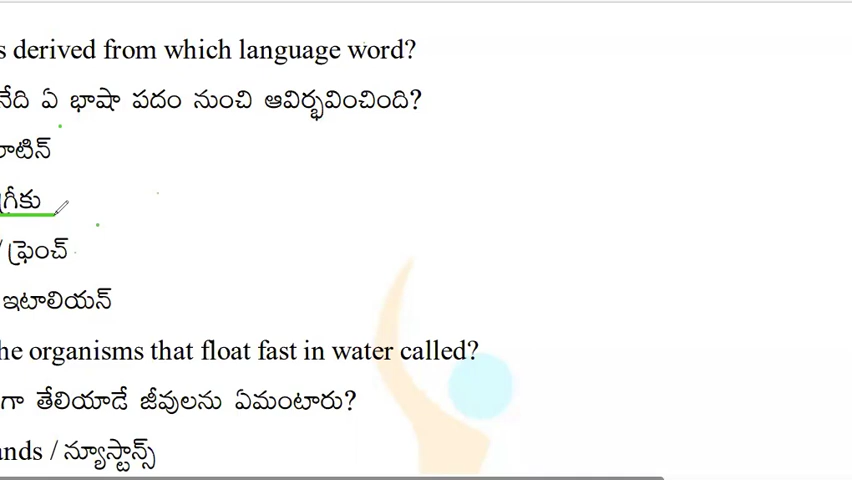 s derived from which language word?
నేది ఏ భాషా పదం నుంచి ఆవిర్భవించింది?
లాటిన్
గ్రీకు
/ ఫ్రెంచ్
ఇటాలియన్
he organisms that float fast in water called?
గా తేలియాడే జీవులను ఏమంటారు?
ands / న్యూస్టాన్స్